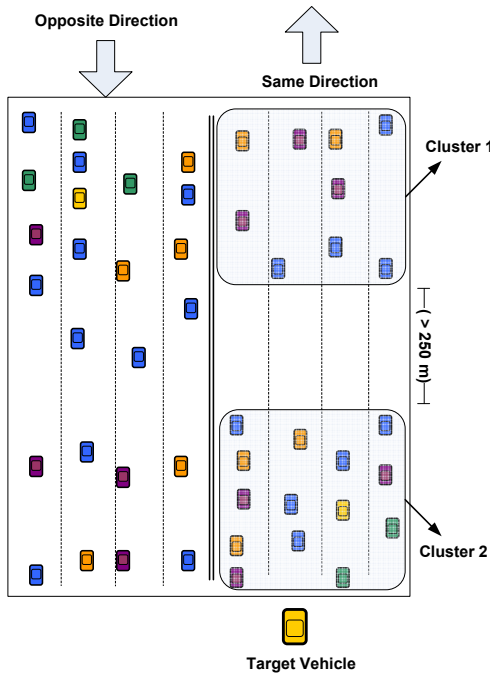 Opposite Direction
Same Direction
Cluster 1
( > 250 m)
Cluster 2
Target Vehicle